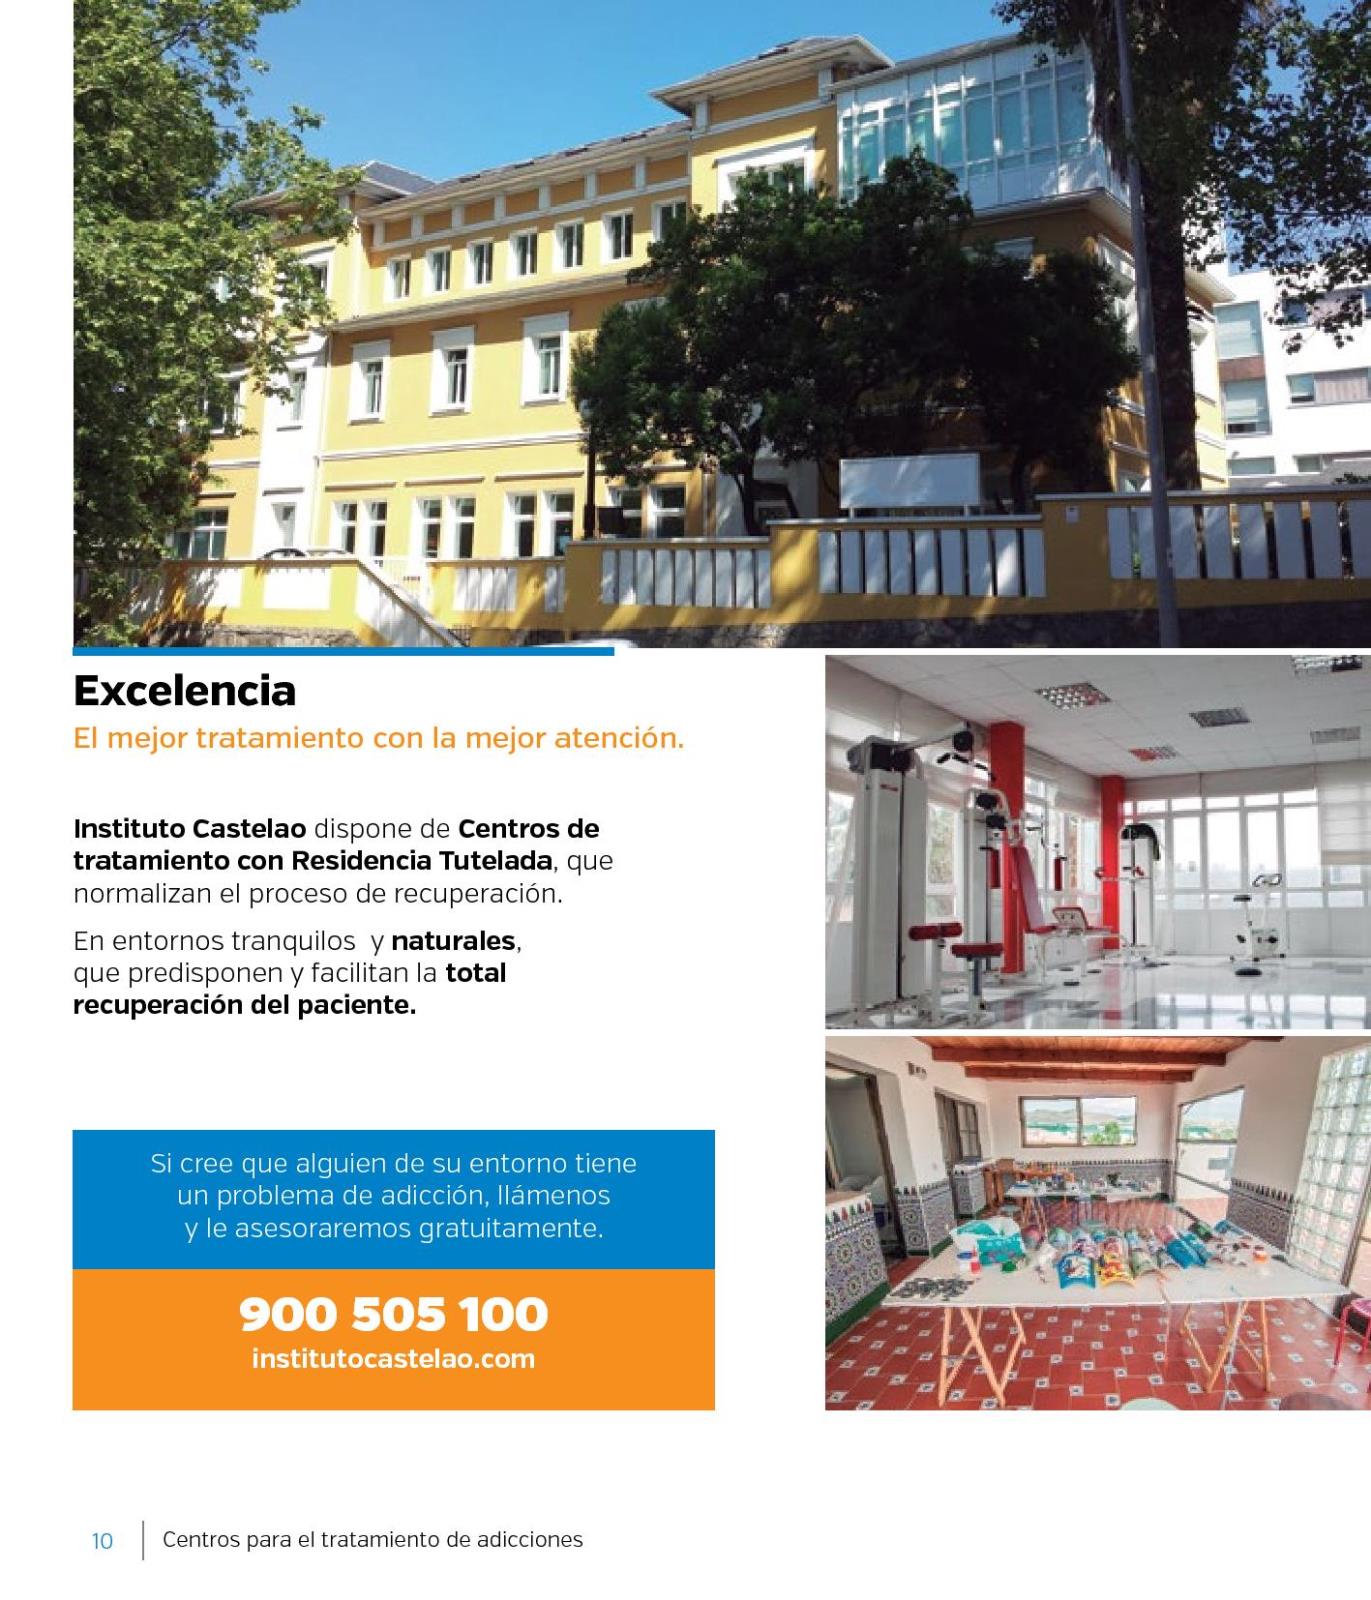 Excelencia
El mejor tratamiento con la mejor atención.
Instituto Castelao dispone de Centros de
tratamiento con Residencia Tutelada, que
normalizan el proceso de recuperación.
En entornos tranquilos  y naturales,
que predisponen y facilitan la total
recuperación del paciente.
Si cree que alguien de su entorno tiene
un problema de adicción, llámenos
y le asesoraremos gratuitamente.
900 505 100
institutocastelao.com
10 Centros para el tratamiento de adicciones